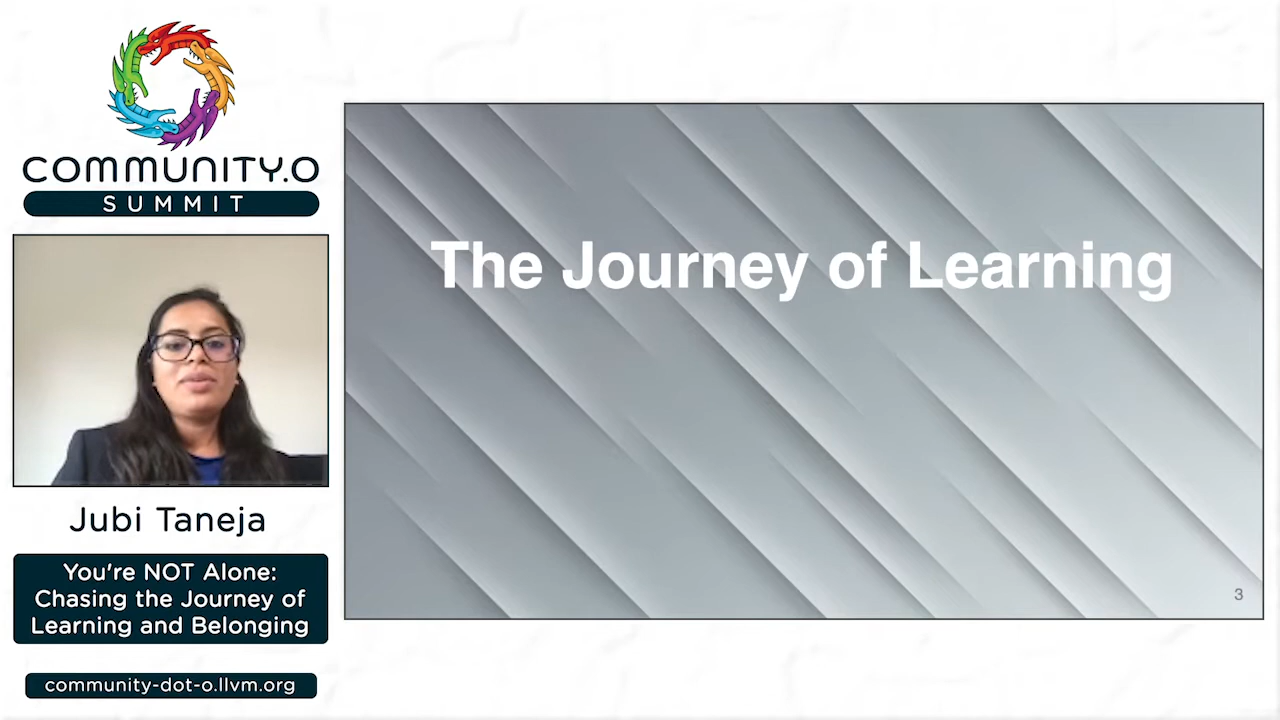 COMMUNITY.O
SUMMIT
Jubi Taneja
You're NOT Alone:
Chasing the Journey of
Learning and Belonging
community-dot-o.llvm.org
The Journey of Learning
3